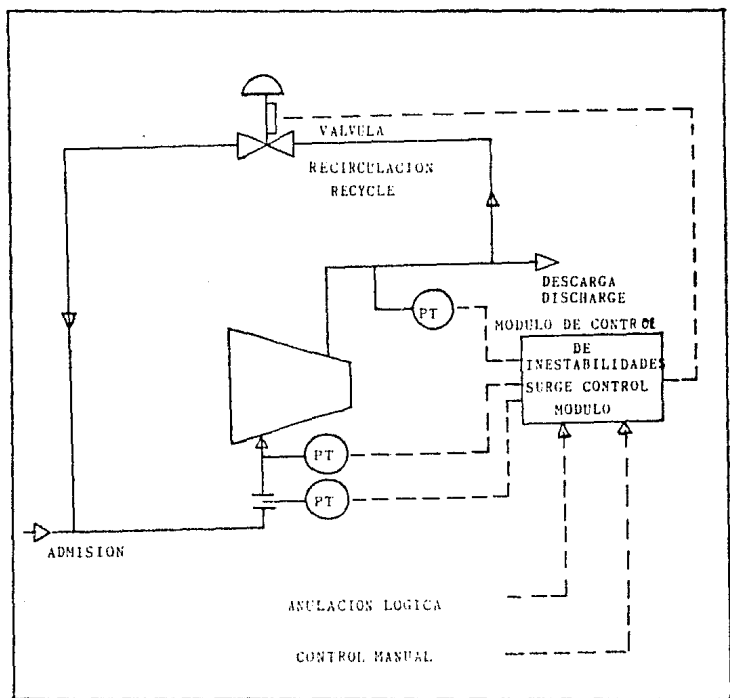 VALVULA
RECIRCULACION
RECYCLE
DESCARGA
DISCHARGE
PT
MODULO DE CONTROL
DE
INESTABILIDADES
SURGE CONTROL
MODULO
PT
PT
ADMISION
ANULACION LOGICA
CONTROL MANUAL